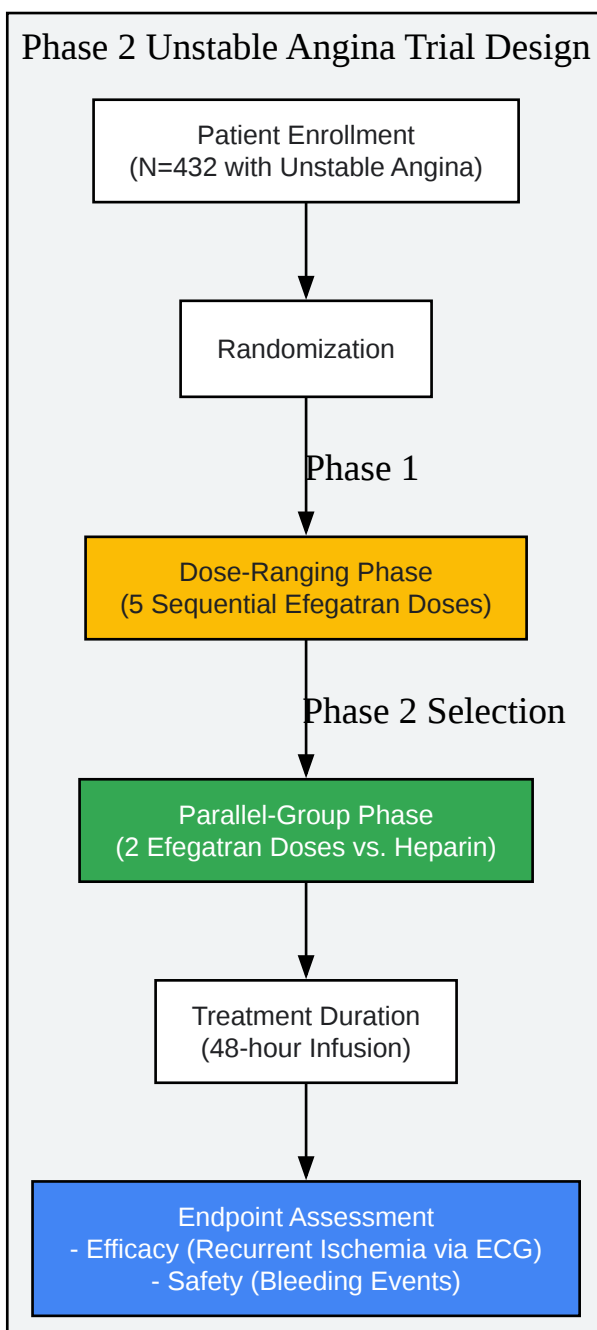 Phase 2 Unstable Angina Trial Design
Patient Enrollment
(N=432 with Unstable Angina)
Randomization
Phase 1
Dose-Ranging Phase
(5 Sequential Efegatran Doses)
Phase 2 Selection
Parallel-Group Phase
(2 Efegatran Doses vs. Heparin)
Treatment Duration
(48-hour Infusion)
Endpoint Assessment
- Efficacy (Recurrent Ischemia via ECG)
- Safety (Bleeding Events)